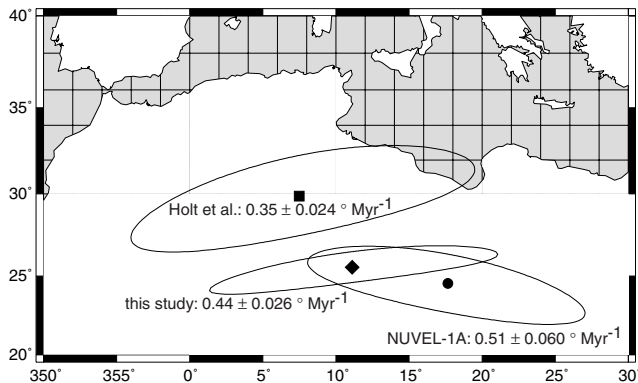 40˚
35˚
30˚
25˚
20˚
Holt et al.: 0.35 ± 0.024 ° Myr⁻¹
this study: 0.44 ± 0.026 ° Myr⁻¹
NUVEL-1A: 0.51 ± 0.060 ° Myr⁻¹
350˚ 355˚ 0˚ 5˚ 10˚ 15˚ 20˚ 25˚ 30˚